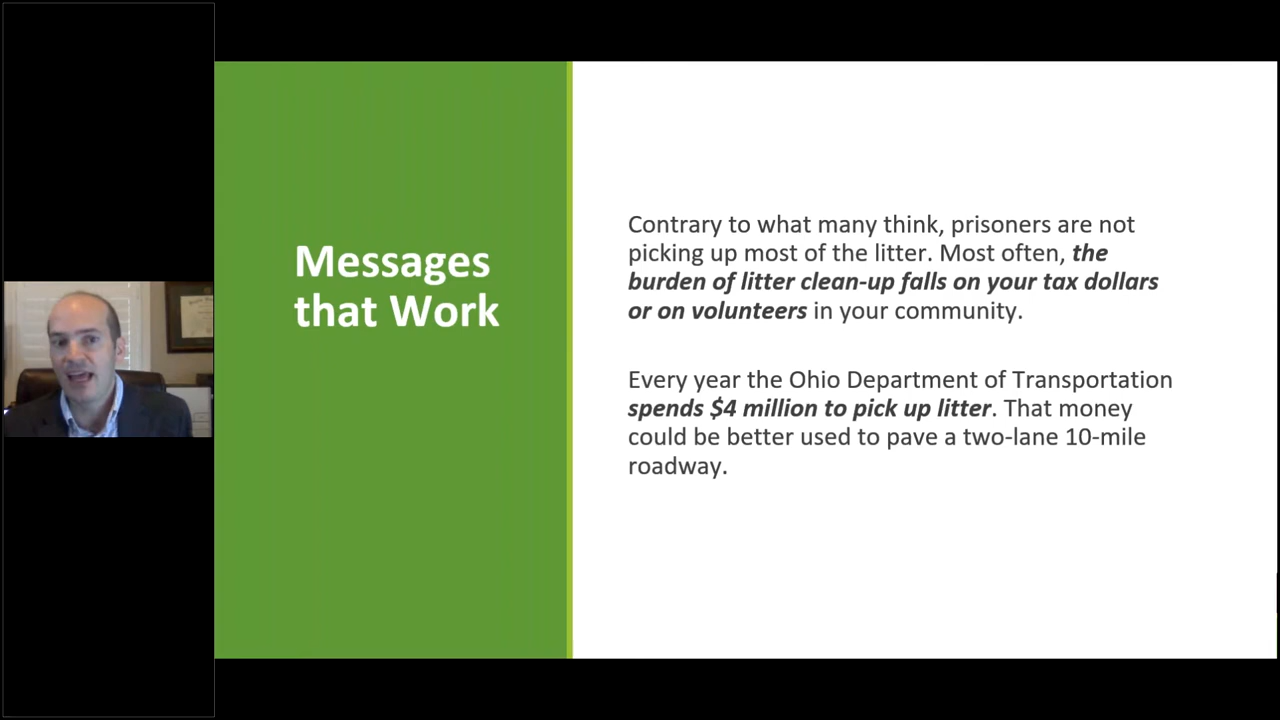 Messages
that Work
Contrary to what many think, prisoners are not
picking up most of the litter. Most often, the
burden of litter clean-up falls on your tax dollars
or on volunteers in your community.
Every year the Ohio Department of Transportation
spends $4 million to pick up litter. That money
could be better used to pave a two-lane 10-mile
roadway.